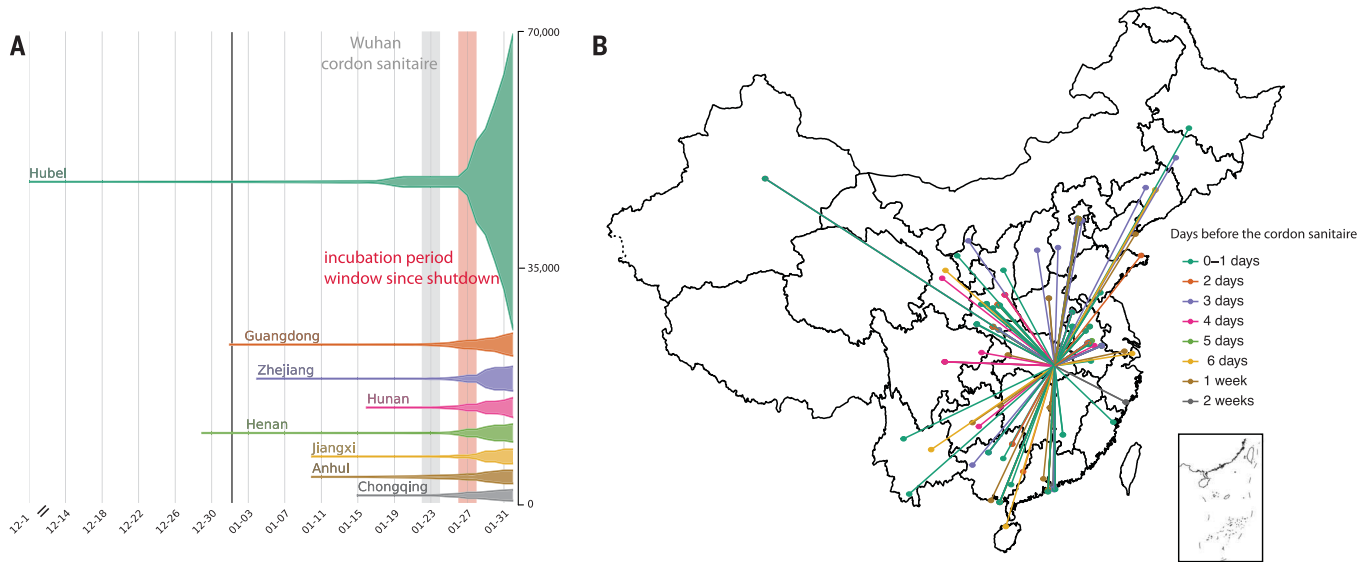 A
Wuhan
cordon sanitaire
70,000
Hubel
incubation period
window since shutdown
35,000
Guangdong
Zhejiang
Hunan
Henan
Jiangxi
Anhul
Chongqing
0
12-1
12-14
12-18
12-22
12-26
12-30
01-03
01-07
01-11
01-15
01-19
01-23
01-27
01-31
B
Days before the cordon sanitaire
0–1 days
2 days
3 days
4 days
5 days
6 days
1 week
2 weeks